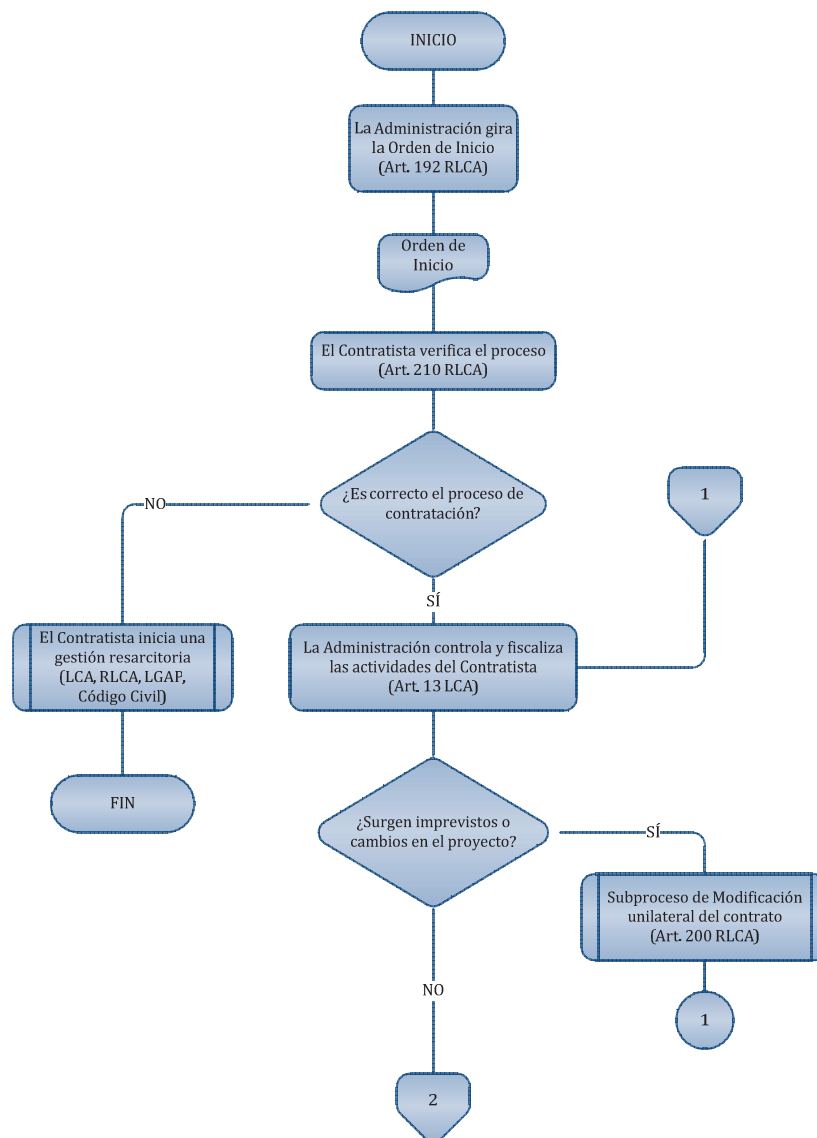 INICIO
La Administración gira
la Orden de Inicio
(Art. 192 RLCA)
Orden de
Inicio
El Contratista verifica el proceso
(Art. 210 RLCA)
¿Es correcto el proceso de
contratación?
NO
1
SÍ
El Contratista inicia una
gestión resarcitoria
(LCA, RLCA, LGAP,
Código Civil)
La Administración controla y fiscaliza
las actividades del Contratista
(Art. 13 LCA)
FIN
¿Surgen imprevistos o
cambios en el proyecto?
SÍ
Subproceso de Modificación
unilateral del contrato
(Art. 200 RLCA)
NO
1
2